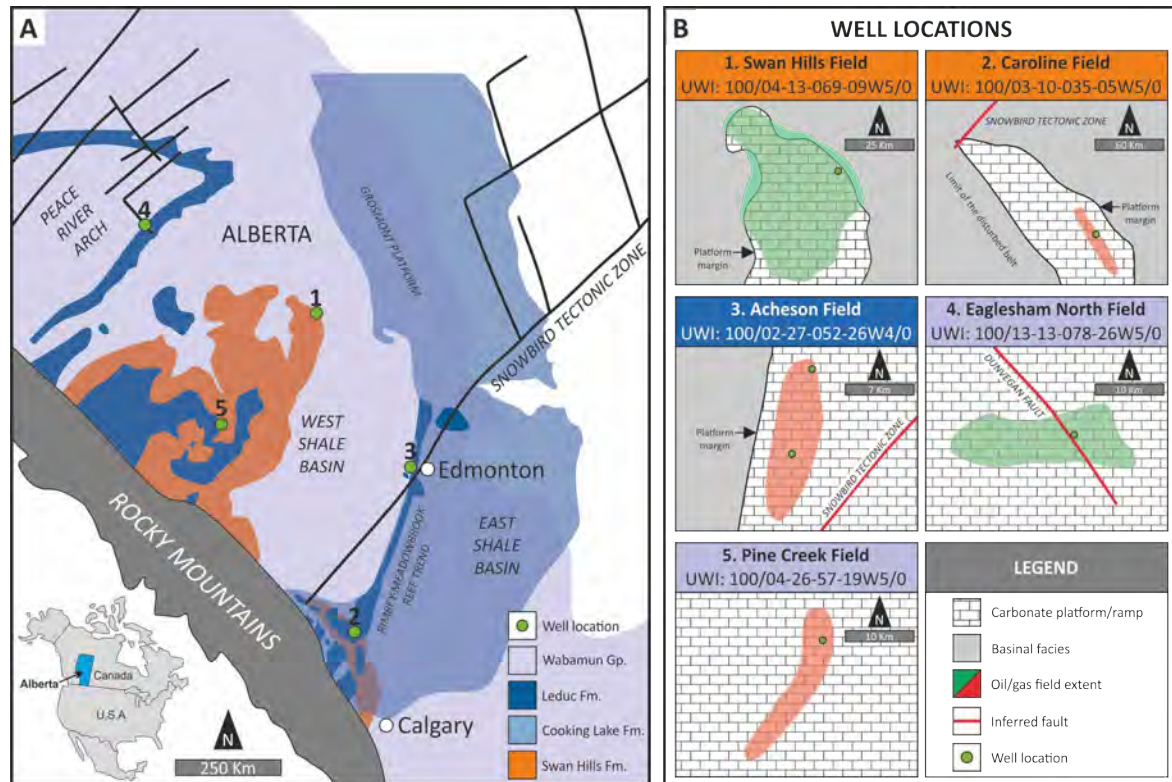 A
PEACE
RIVER
ARCH
4
ALBERTA
GROSMONT PLATFORM
1
SNOWBIRD TECTONIC ZONE
5
WEST
SHALE
BASIN
3
Edmonton
ROCKY MOUNTAINS
RIMBEY-MEADOWBROOK
REEF TREND
EAST
SHALE
BASIN
2
Calgary
Alberta
Canada
U.S.A
N
250 Km
Well location
Wabamun Gp.
Leduc Fm.
Cooking Lake Fm.
Swan Hills Fm.
B
WELL LOCATIONS
1. Swan Hills Field
UWI: 100/04-13-069-09W5/0
N
25 Km
Platform
margin
2. Caroline Field
UWI: 100/03-10-035-05W5/0
SNOWBIRD TECTONIC ZONE
N
60 Km
Limit of the disturbed belt
Platform
margin
3. Acheson Field
UWI: 100/02-27-052-26W4/0
N
7 Km
Platform
margin
SNOWBIRD TECTONIC ZONE
4. Eaglesham North Field
UWI: 100/13-13-078-26W5/0
DUNVEGAN FAULT
N
10 Km
5. Pine Creek Field
UWI: 100/04-26-57-19W5/0
N
10 Km
LEGEND
Carbonate platform/ramp
Basinal facies
Oil/gas field extent
Inferred fault
Well location